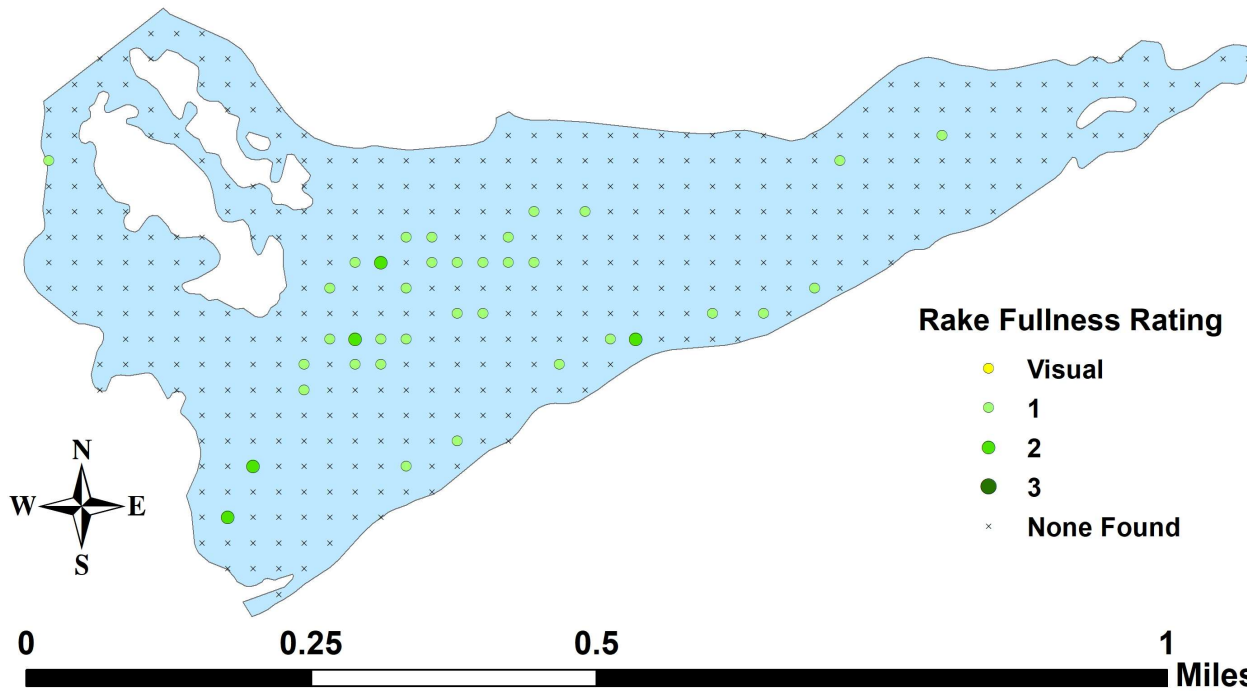 Rake Fullness Rating
Visual
1
2
3
None Found
N
W E
S
0 0.25 0.5 1
Miles